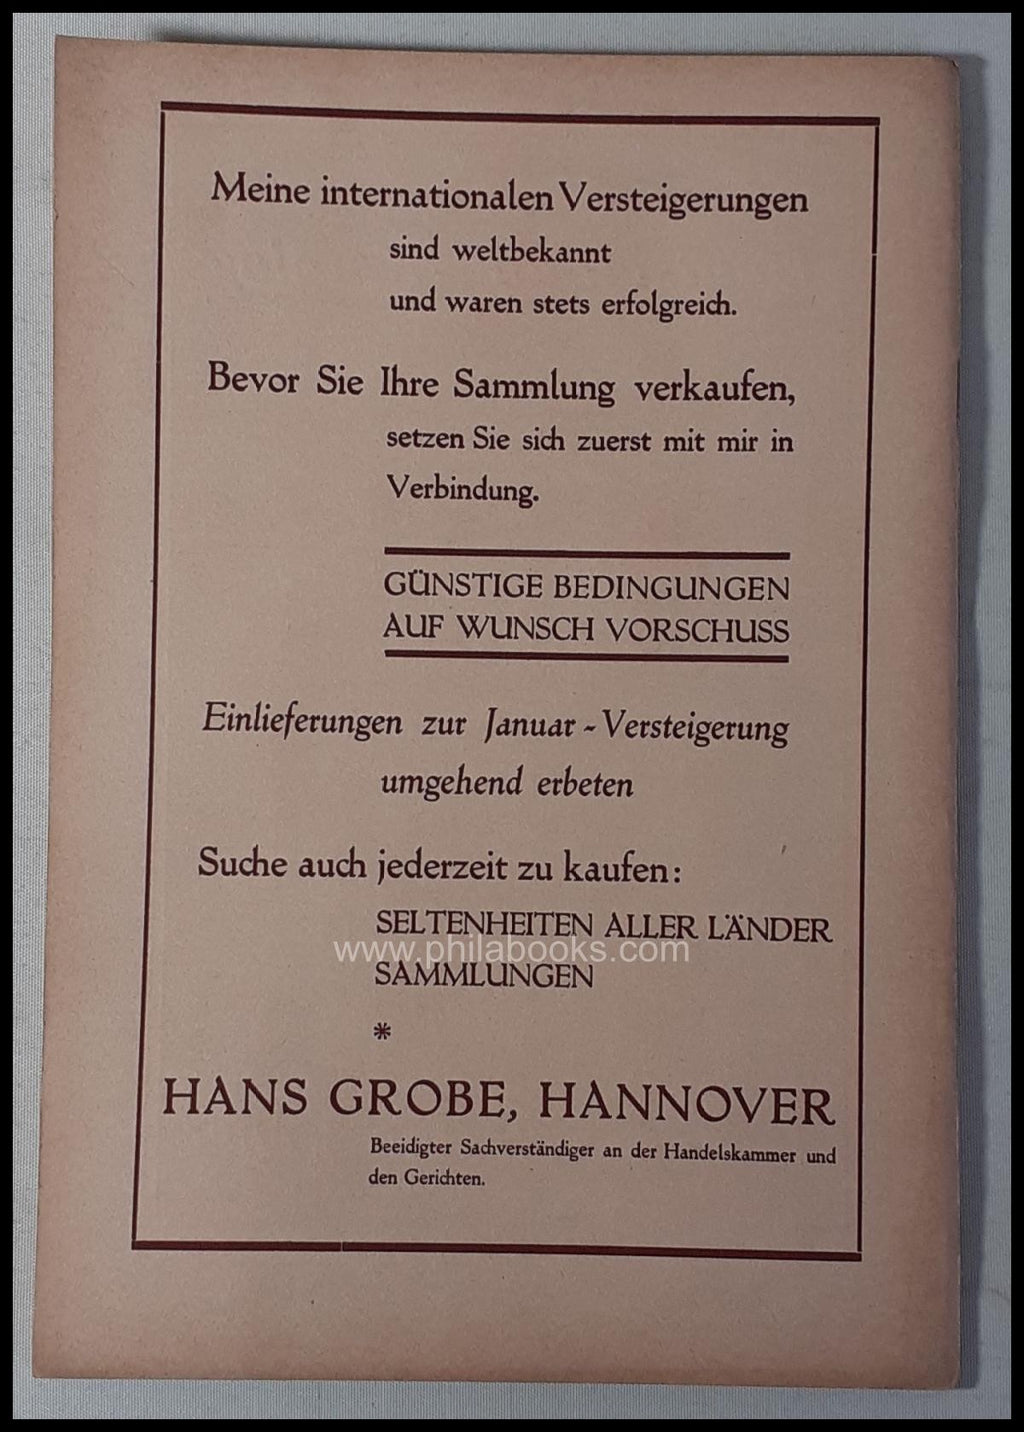 Meine internationalen Versteigerungen
sind weltbekannt
und waren stets erfolgreich.
Bevor Sie Ihre Sammlung verkaufen,
setzen Sie sich zuerst mit mir in
Verbindung.
GÜNSTIGE BEDINGUNGEN
AUF WUNSCH VORSCHUSS
Einlieferungen zur Januar - Versteigerung
umgehend erbeten
Suche auch jederzeit zu kaufen:
SELTENHEITEN ALLER LÄNDER
www.philabooks.com
SAMMLUNGEN
*
HANS GROBE, HANNOVER
Beeidigter Sachverständiger an der Handelskammer und
den Gerichten.